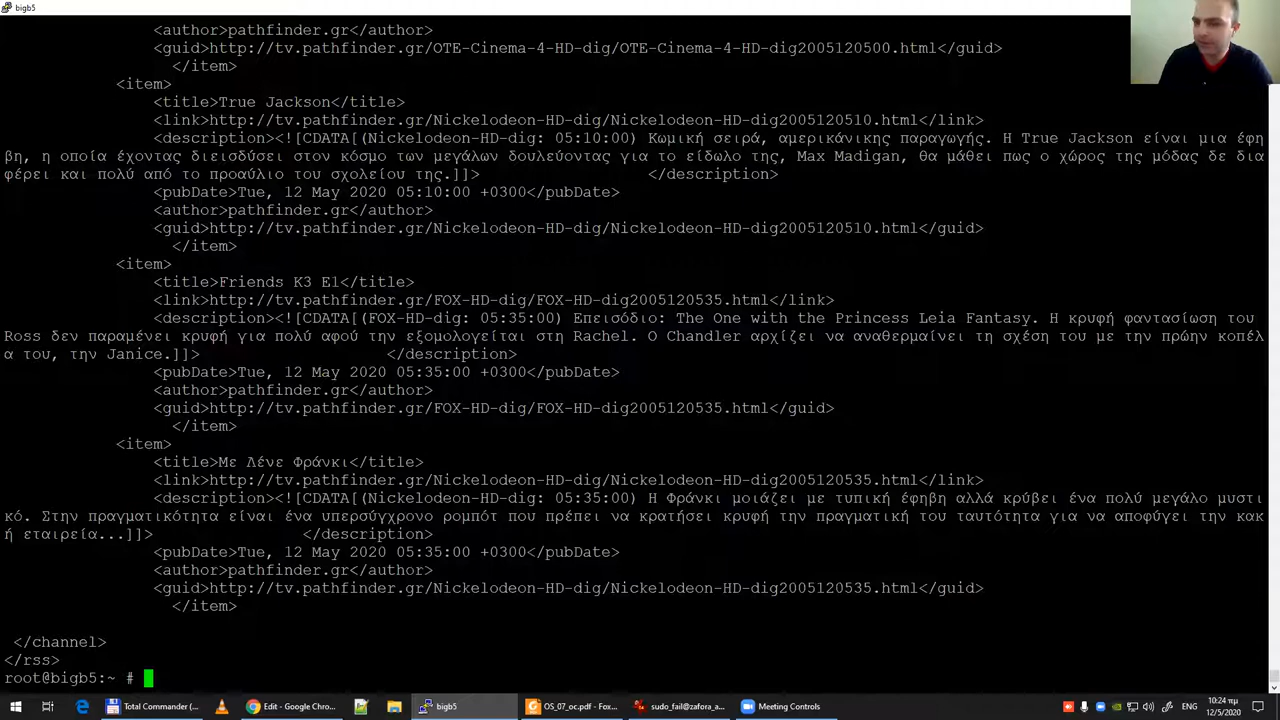 bigb5
<author>pathfinder.gr</author>
<guid>http://tv.pathfinder.gr/OTE-Cinema-4-HD-dig/OTE-Cinema-4-HD-dig2005120500.html</guid>
</item>
<item>
<title>True Jackson</title>
<link>http://tv.pathfinder.gr/Nickelodeon-HD-dig/Nickelodeon-HD-dig2005120510.html</link>
<description><![CDATA[(Nickelodeon-HD-dig: 05:10:00) Κωμική σειρά, αμερικάνικης παραγωγής. Η True Jackson είναι μια έφη
βη, η οποία έχοντας διεισδύσει στον κόσμο των μεγάλων δουλεύοντας για το είδωλο της, Max Madigan, θα μάθει πως ο χώρος της μόδας δε δια
φέρει και πολύ από το προαύλιο του σχολείου της.]]> </description>
<pubDate>Tue, 12 May 2020 05:10:00 +0300</pubDate>
<author>pathfinder.gr</author>
<guid>http://tv.pathfinder.gr/Nickelodeon-HD-dig/Nickelodeon-HD-dig2005120510.html</guid>
</item>
<item>
<title>Friends K3 E1</title>
<link>http://tv.pathfinder.gr/FOX-HD-dig/FOX-HD-dig2005120535.html</link>
<description><![CDATA[(FOX-HD-dig: 05:35:00) Επεισόδιο: The One with the Princess Leia Fantasy. Η κρυφή φαντασίωση του
Ross δεν παραμένει κρυφή για πολύ αφού την εξομολογείται στη Rachel. Ο Chandler αρχίζει να αναθερμαίνει τη σχέση του με την πρώην κοπέλ
α του, την Janice.]]> </description>
<pubDate>Tue, 12 May 2020 05:35:00 +0300</pubDate>
<author>pathfinder.gr</author>
<guid>http://tv.pathfinder.gr/FOX-HD-dig/FOX-HD-dig2005120535.html</guid>
</item>
<item>
<title>Με Λένε Φράνκι</title>
<link>http://tv.pathfinder.gr/Nickelodeon-HD-dig/Nickelodeon-HD-dig2005120535.html</link>
<description><![CDATA[(Nickelodeon-HD-dig: 05:35:00) Η Φράνκι μοιάζει με τυπική έφηβη αλλά κρύβει ένα πολύ μεγάλο μυστι
κό. Στην πραγματικότητα είναι ένα υπερσύγχρονο ρομπότ που πρέπει να κρατήσει κρυφή την πραγματική του ταυτότητα για να αποφύγει την κακ
ή εταιρεία...]]> </description>
<pubDate>Tue, 12 May 2020 05:35:00 +0300</pubDate>
<author>pathfinder.gr</author>
<guid>http://tv.pathfinder.gr/Nickelodeon-HD-dig/Nickelodeon-HD-dig2005120535.html</guid>
</item>
</channel>
</rss>
root@bigb5:~ #
Total Commander (... Edit - Google Chro... bigb5 OS_07_oc.pdf - Fox... sudo_fail@zafora_a... Meeting Controls ENG 10:24 πμ
12/5/2020